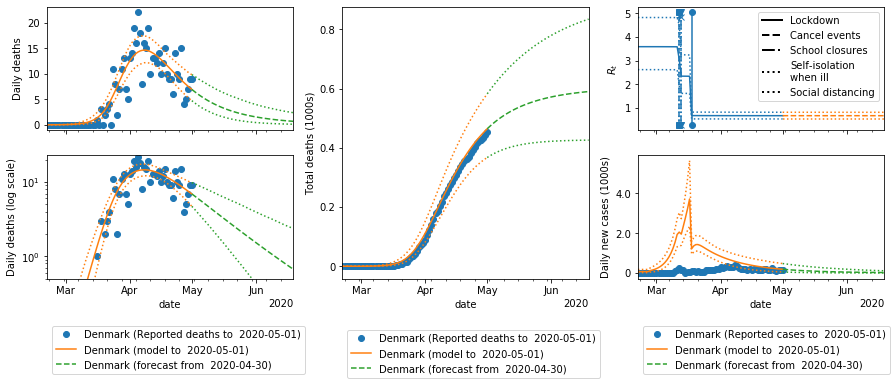 Daily deaths
20
15
10
5
0
Daily deaths (log scale)
10^1
10^0
Mar
Apr
May
Jun
date
2020
Denmark (Reported deaths to  2020-05-01)
Denmark (model to  2020-05-01)
Denmark (forecast from  2020-04-30)
Total deaths (1000s)
0.8
0.6
0.4
0.2
0
Mar
Apr
May
Jun
date
2020
Denmark (Reported deaths to  2020-05-01)
Denmark (model to  2020-05-01)
Denmark (forecast from  2020-04-30)
R_t
5
4
3
2
1
Lockdown
Cancel events
School closures
Self-isolation
when ill
Social distancing
Daily new cases (1000s)
4.0
2.0
0
Mar
Apr
May
Jun
date
2020
Denmark (Reported cases to  2020-05-01)
Denmark (model to  2020-05-01)
Denmark (forecast from  2020-04-30)